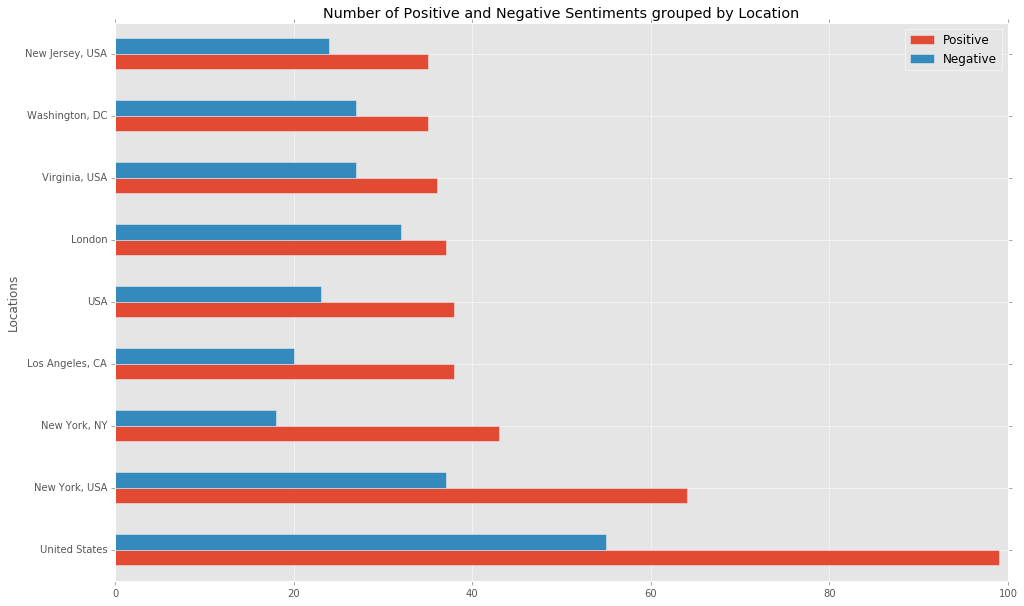 Number of Positive and Negative Sentiments grouped by Location
Positive
Negative
Locations
New Jersey, USA
Washington, DC
Virginia, USA
London
USA
Los Angeles, CA
New York, NY
New York, USA
United States
0 20 40 60 80 100